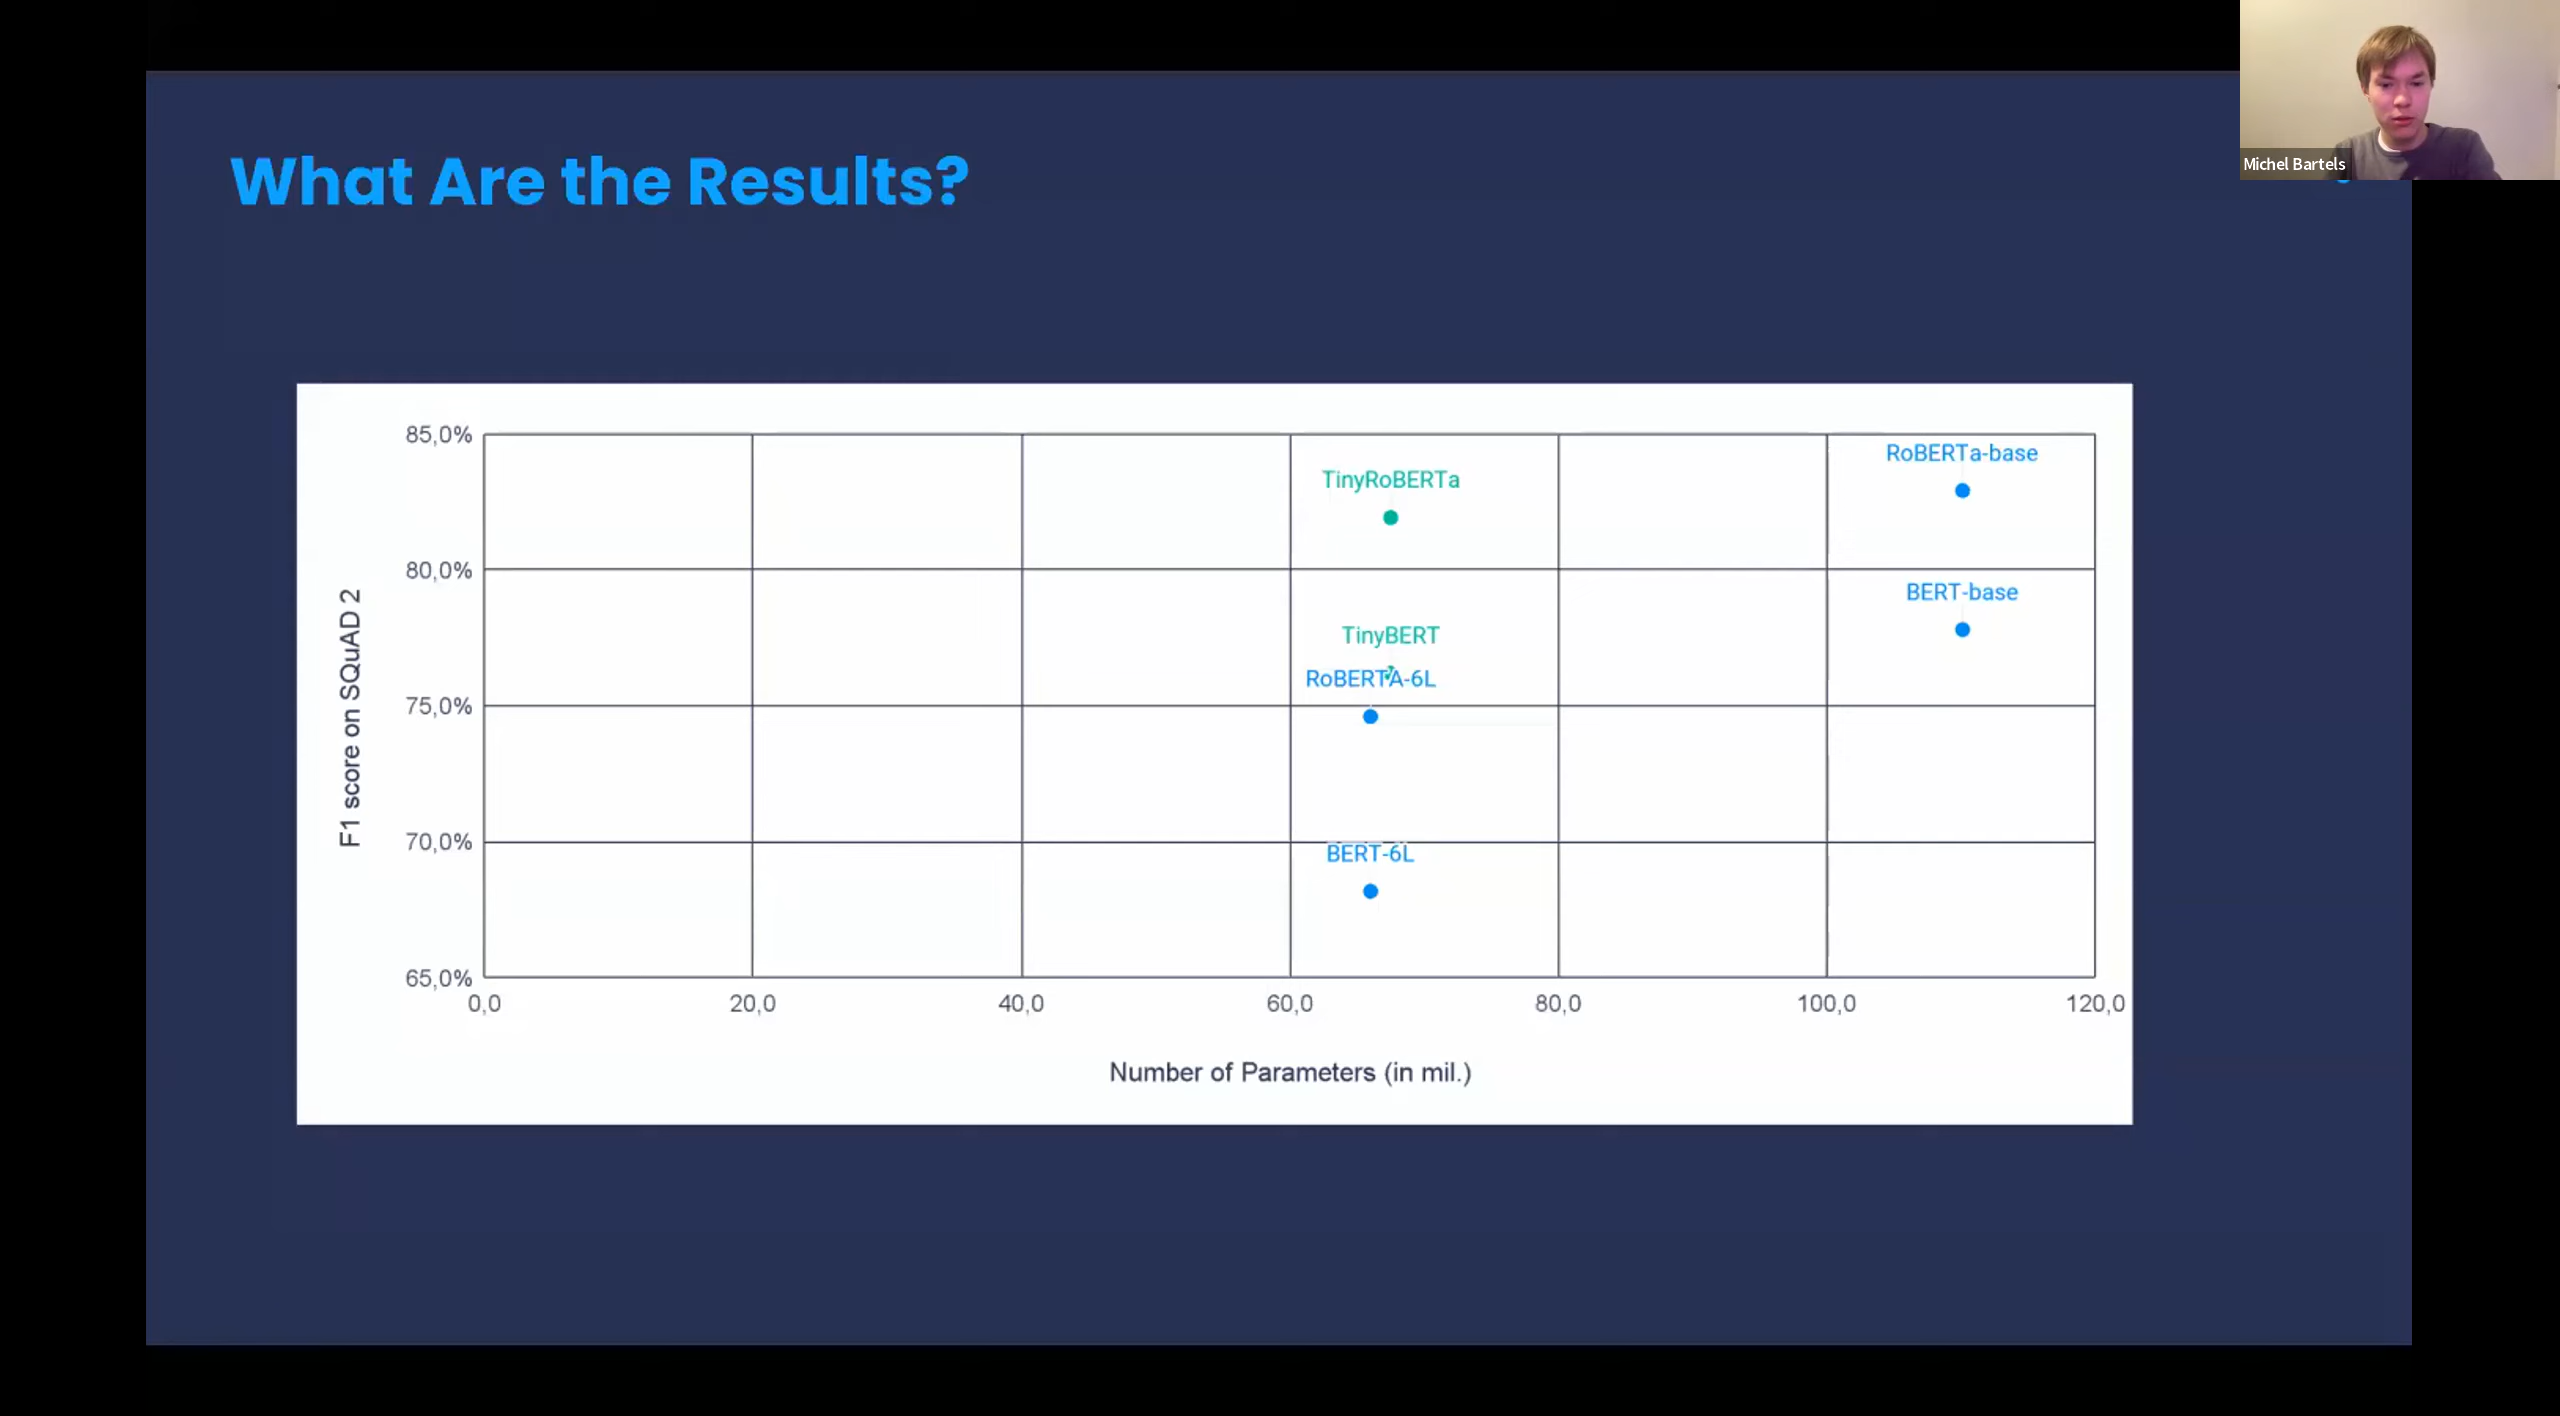 Michel Bartels
What Are the Results?
85,0%
80,0%
75,0%
70,0%
65,0%
F1 score on SQuAD 2
RoBERTa-base
TinyRoBERTa
BERT-base
TinyBERT
RoBERTA-6L
BERT-6L
0,0 20,0 40,0 60,0 80,0 100,0 120,0
Number of Parameters (in mil.)